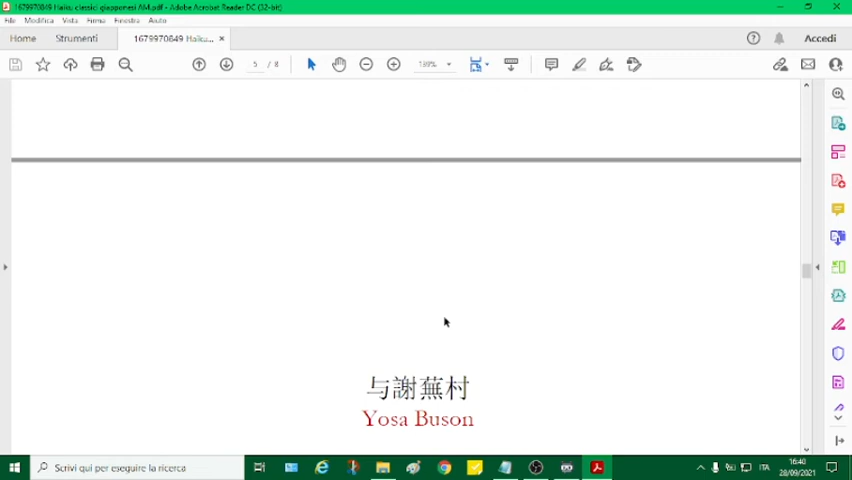 1679970849 Haiku classici giapponesi AM.pdf - Adobe Acrobat Reader DC (32-bit)
File Modifica Vista Firma Finestra Aiuto
Home Strumenti 1679970849 Haiku... × Accedi
5 / 8
与謝蕪村
Yosa Buson
Scrivi qui per eseguire la ricerca
ITA
16:40
28/09/2021